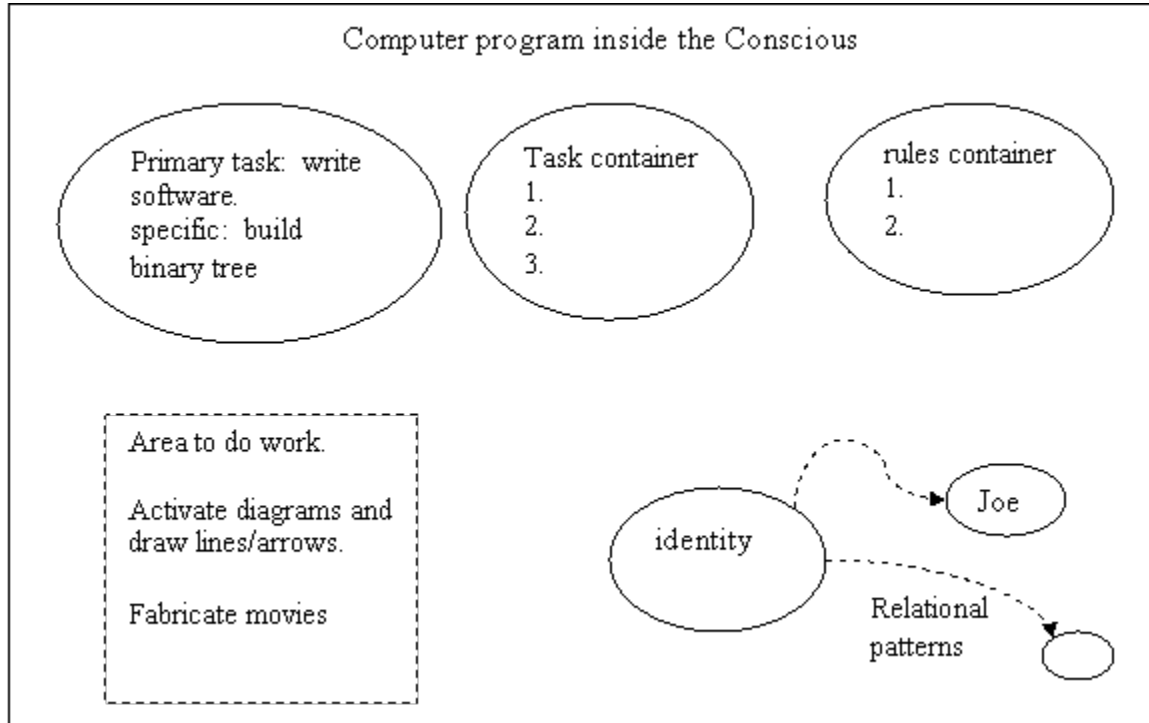 Computer program inside the Conscious
Primary task:  write
software.
specific:  build
binary tree
Task container
1.
2.
3.
rules container
1.
2.
Area to do work.
Activate diagrams and
draw lines/arrows.
Fabricate movies
identity
Joe
Relational
patterns